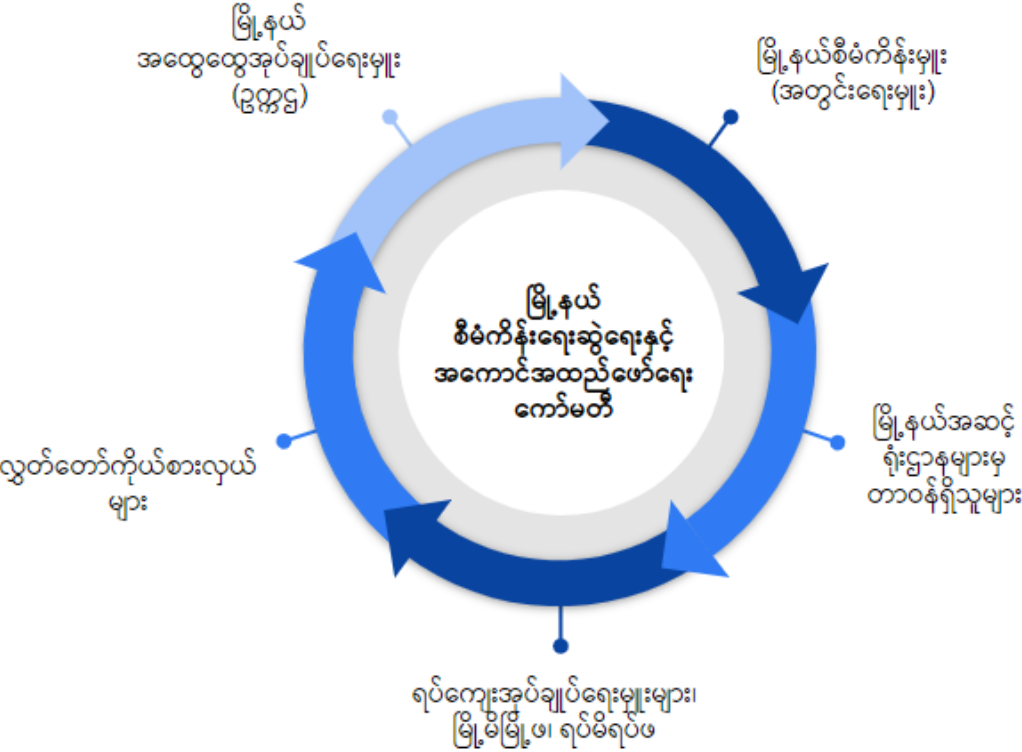 မြို့နယ်
အထွေထွေအုပ်ချုပ်ရေးမှူး
(ဥက္ကဌ)
မြို့နယ်စီမံကိန်းမှူး
(အတွင်းရေးမှူး)
မြို့နယ်
စီမံကိန်းရေးဆွဲရေးနှင့်
အကောင်အထည်ဖော်ရေး
ကော်မတီ
မြို့နယ်အဆင့်
ရုံးဌာနများမှ
တာဝန်ရှိသူများ
လွှတ်တော်ကိုယ်စားလှယ်
များ
ရပ်ကျေးအုပ်ချုပ်ရေးမှူးများ၊
မြို့မိမြို့ဖ၊ ရပ်မိရပ်ဖ